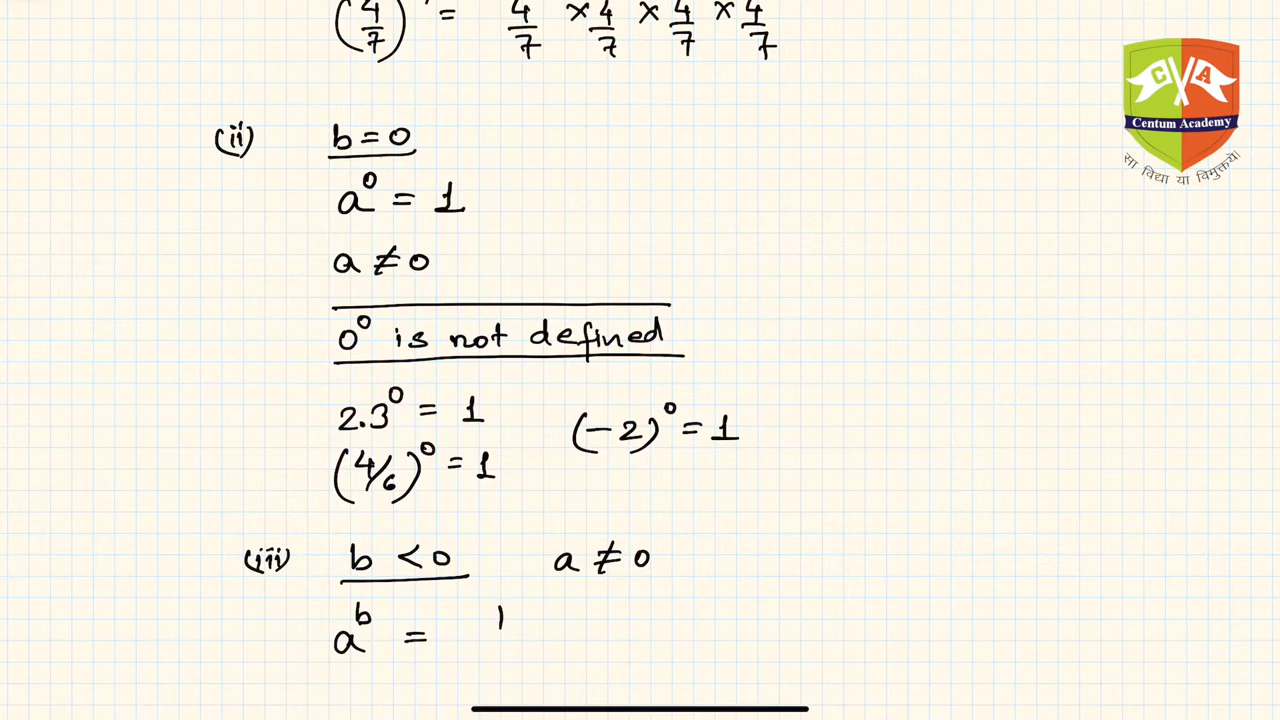 (4/7) = 4/7 × 4/7 × 4/7 × 4/7
(ii) b = 0
a⁰ = 1
a ≠ 0
0⁰ is not defined
2.3⁰ = 1 (−2)⁰ = 1
(4/6)⁰ = 1
(iii) b < 0 a ≠ 0
aᵇ = 1
CA
Centum Academy
सा विद्या या विमुक्तये।